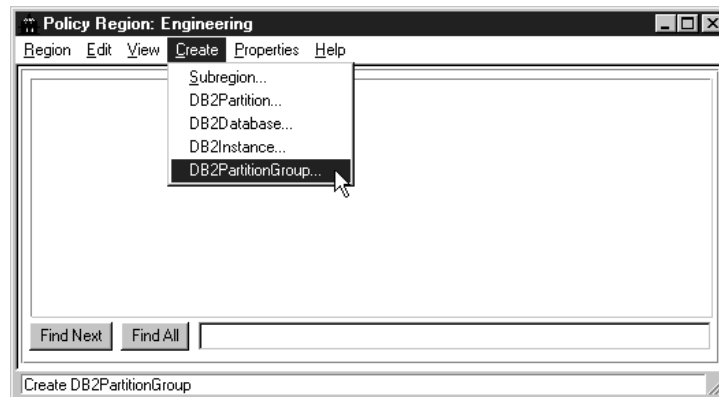 Policy Region: Engineering
Region Edit View Create Properties Help
Subregion...
DB2Partition...
DB2Database...
DB2Instance...
DB2PartitionGroup...
Find Next Find All
Create DB2PartitionGroup